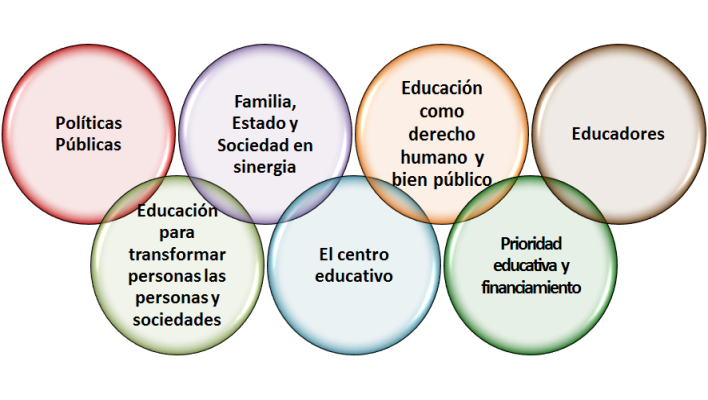 Políticas
Públicas
Familia,
Estado y
Sociedad en
sinergia
Educación
como
derecho
humano y
bien público
Educadores
Educación
para
transformar
personas las
personas y
sociedades
El centro
educativo
Prioridad
educativa y
financiamiento